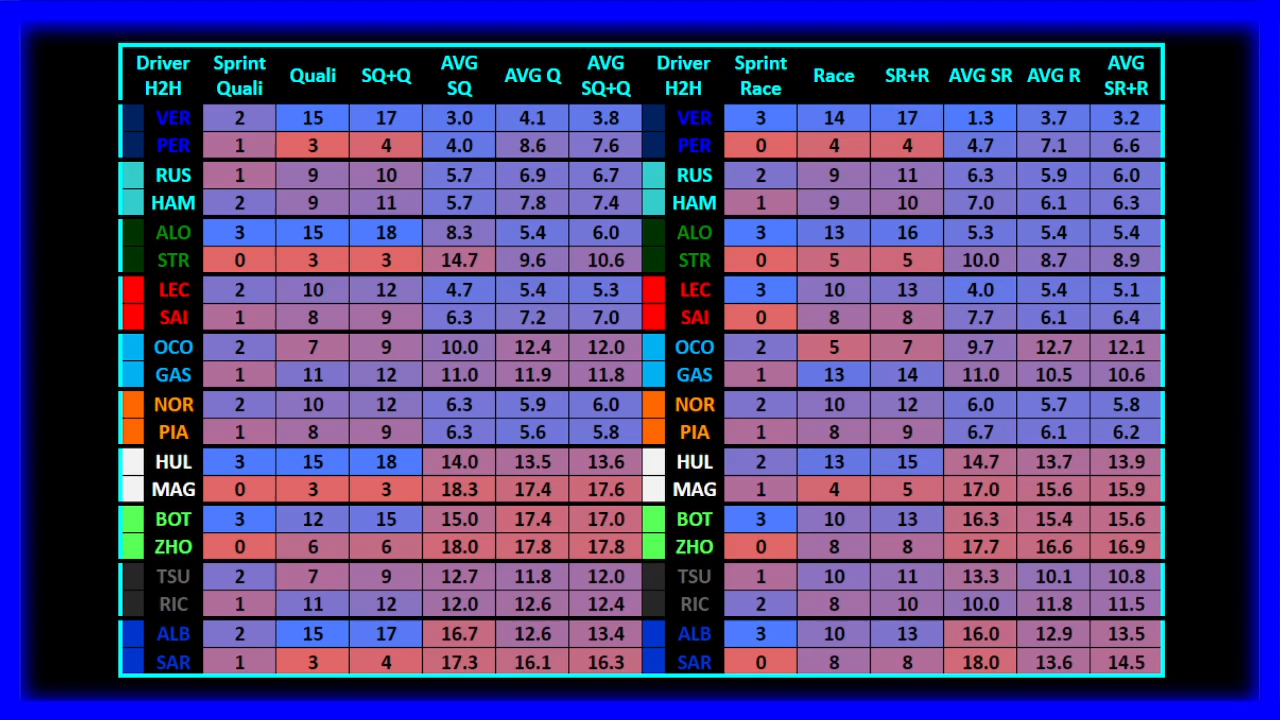 Driver H2H Sprint Quali Quali SQ+Q AVG SQ AVG Q AVG SQ+Q Driver H2H Sprint Race Race SR+R AVG SR AVG R AVG SR+R
VER 2 15 17 3.0 4.1 3.8 VER 3 14 17 1.3 3.7 3.2
PER 1 3 4 4.0 8.6 7.6 PER 0 4 4 4.7 7.1 6.6
RUS 1 9 10 5.7 6.9 6.7 RUS 2 9 11 6.3 5.9 6.0
HAM 2 9 11 5.7 7.8 7.4 HAM 1 9 10 7.0 6.1 6.3
ALO 3 15 18 8.3 5.4 6.0 ALO 3 13 16 5.3 5.4 5.4
STR 0 3 3 14.7 9.6 10.6 STR 0 5 5 10.0 8.7 8.9
LEC 2 10 12 4.7 5.4 5.3 LEC 3 10 13 4.0 5.4 5.1
SAI 1 8 9 6.3 7.2 7.0 SAI 0 8 8 7.7 6.1 6.4
OCO 2 7 9 10.0 12.4 12.0 OCO 2 5 7 9.7 12.7 12.1
GAS 1 11 12 11.0 11.9 11.8 GAS 1 13 14 11.0 10.5 10.6
NOR 2 10 12 6.3 5.9 6.0 NOR 2 10 12 6.0 5.7 5.8
PIA 1 8 9 6.3 5.6 5.8 PIA 1 8 9 6.7 6.1 6.2
HUL 3 15 18 14.0 13.5 13.6 HUL 2 13 15 14.7 13.7 13.9
MAG 0 3 3 18.3 17.4 17.6 MAG 1 4 5 17.0 15.6 15.9
BOT 3 12 15 15.0 17.4 17.0 BOT 3 10 13 16.3 15.4 15.6
ZHO 0 6 6 18.0 17.8 17.8 ZHO 0 8 8 17.7 16.6 16.9
TSU 2 7 9 12.7 11.8 12.0 TSU 1 10 11 13.3 10.1 10.8
RIC 1 11 12 12.0 12.6 12.4 RIC 2 8 10 10.0 11.8 11.5
ALB 2 15 17 16.7 12.6 13.4 ALB 3 10 13 16.0 12.9 13.5
SAR 1 3 4 17.3 16.1 16.3 SAR 0 8 8 18.0 13.6 14.5